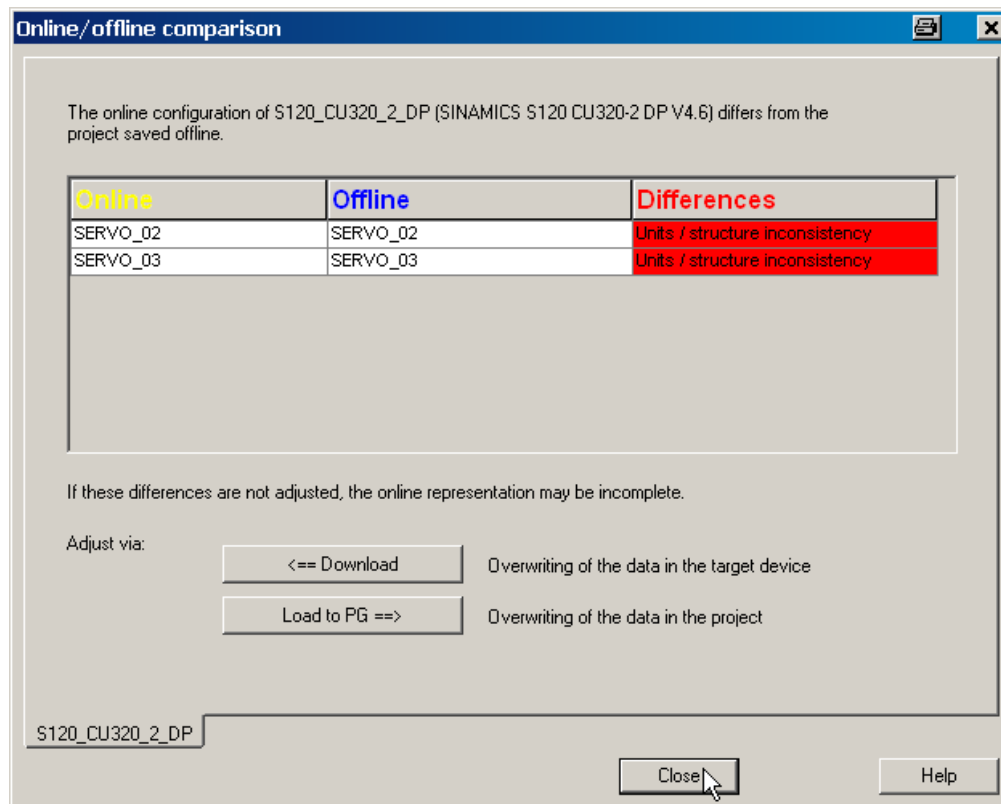 Online/offline comparison
The online configuration of S120_CU320_2_DP (SINAMICS S120 CU320-2 DP V4.6) differs from the
project saved offline.
Online Offline Differences
SERVO_02 SERVO_02 Units / structure inconsistency
SERVO_03 SERVO_03 Units / structure inconsistency
If these differences are not adjusted, the online representation may be incomplete.
Adjust via:
<== Download Overwriting of the data in the target device
Load to PG ==> Overwriting of the data in the project
S120_CU320_2_DP
Close Help